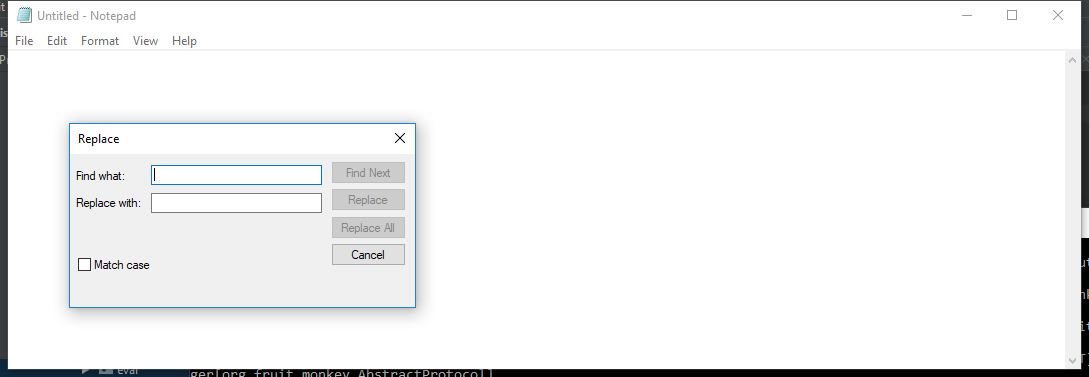 Untitled - Notepad
File Edit Format View Help
Replace
Find what:
Find Next
Replace with:
Replace
Replace All
Cancel
Match case
eval
ger[org.fruit.monkey.AbstractProtocol]